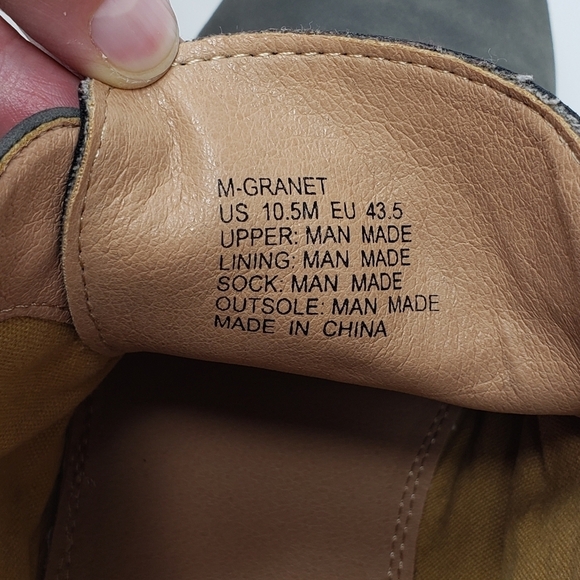 M-GRANET
US 10.5M EU 43.5
UPPER: MAN MADE
LINING: MAN MADE
SOCK: MAN MADE
OUTSOLE: MAN MADE
MADE IN CHINA